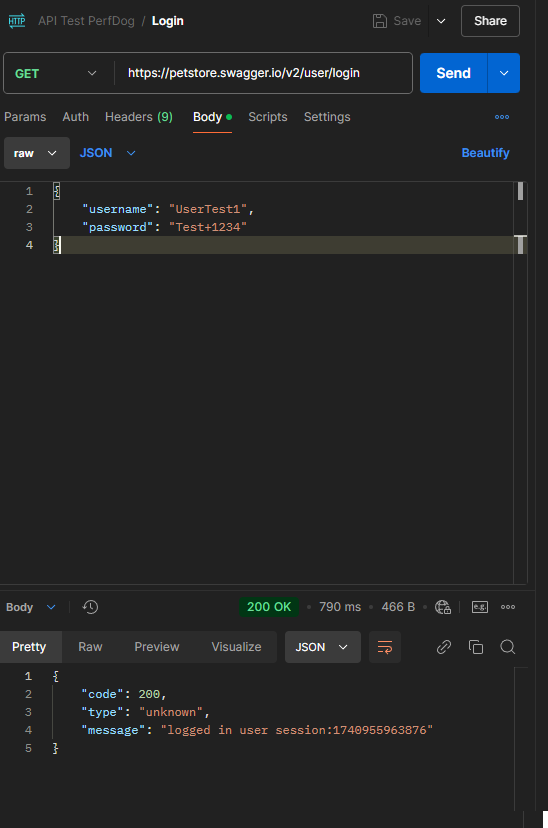 HTTP API Test PerfDog / Login Save Share
GET https://petstore.swagger.io/v2/user/login Send
Params Auth Headers (9) Body Scripts Settings
raw JSON Beautify
1 {
2 "username": "UserTest1",
3 "password": "Test+1234"
4 }
Body 200 OK • 790 ms • 466 B • e.g.
Pretty Raw Preview Visualize JSON
1 {
2 "code": 200,
3 "type": "unknown",
4 "message": "logged in user session:1740955963876"
5 }